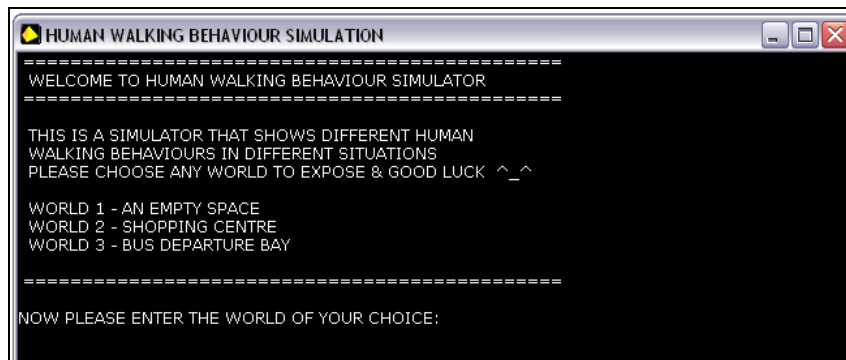 HUMAN WALKING BEHAVIOUR SIMULATION
==============================================
WELCOME TO HUMAN WALKING BEHAVIOUR SIMULATOR
==============================================
THIS IS A SIMULATOR THAT SHOWS DIFFERENT HUMAN
WALKING BEHAVIOURS IN DIFFERENT SITUATIONS
PLEASE CHOOSE ANY WORLD TO EXPOSE & GOOD LUCK ^_^
WORLD 1 - AN EMPTY SPACE
WORLD 2 - SHOPPING CENTRE
WORLD 3 - BUS DEPARTURE BAY
==============================================
NOW PLEASE ENTER THE WORLD OF YOUR CHOICE: